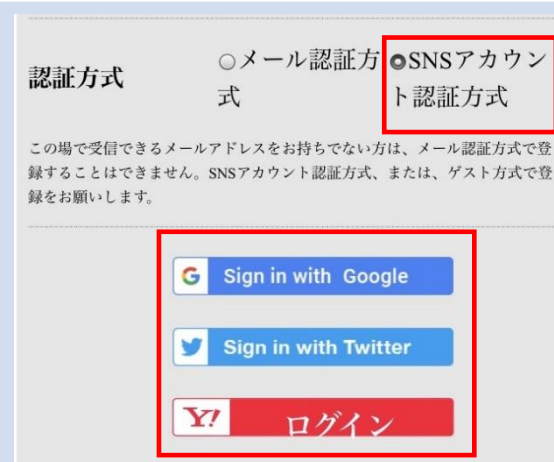 認証方式
○メール認証方式
●SNSアカウント認証方式
この場で受信できるメールアドレスをお持ちでない方は、メール認証方式で登
録することはできません。SNSアカウント認証方式、または、ゲスト方式で登
録をお願いします。
G Sign in with Google
Sign in with Twitter
Y! ログイン